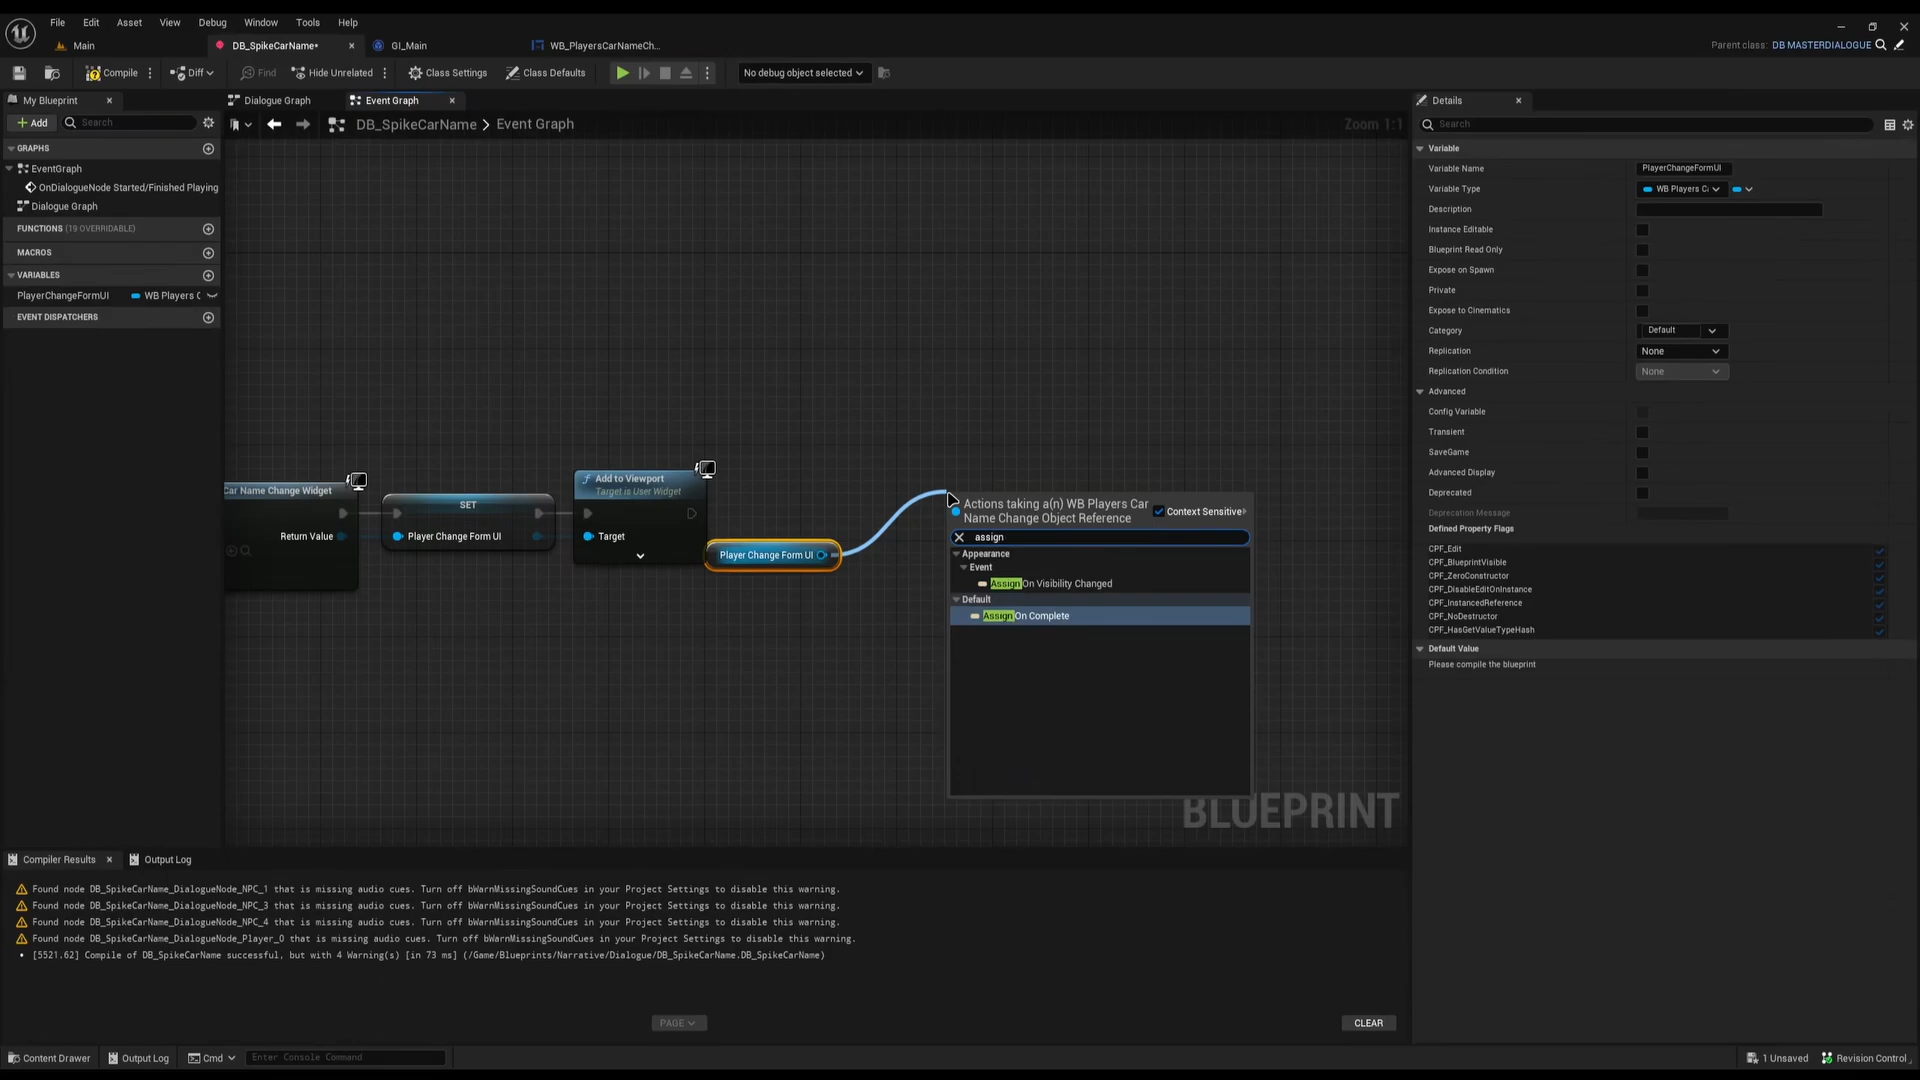 File Edit Asset View Debug Window Tools Help
Main DB_SpikeCarName• GI_Main WB_PlayersCarNameCh...
Parent class: DB MASTERDIALOGUE
Compile Diff Find Hide Unrelated Class Settings Class Defaults No debug object selected
My Blueprint
Add Search
GRAPHS
EventGraph
OnDialogueNode Started/Finished Playing
Dialogue Graph
FUNCTIONS (19 OVERRIDABLE)
MACROS
VARIABLES
PlayerChangeFormUI WB Players C
EVENT DISPATCHERS
Dialogue Graph Event Graph
DB_SpikeCarName > Event Graph Zoom 1:1
Car Name Change Widget
Return Value
SET
Player Change Form UI
Add to Viewport
Target is User Widget
Target
Player Change Form UI
Actions taking a(n) WB Players Car
Name Change Object Reference
Context Sensitive
assign
Appearance
Event
Assign On Visibility Changed
Default
Assign On Complete
BLUEPRINT
Details
Search
Variable
Variable Name PlayerChangeFormUI
Variable Type WB Players C
Description
Instance Editable
Blueprint Read Only
Expose on Spawn
Private
Expose to Cinematics
Category Default
Replication None
Replication Condition None
Advanced
Config Variable
Transient
SaveGame
Advanced Display
Deprecated
Deprecation Message
Defined Property Flags
CPF_Edit
CPF_BlueprintVisible
CPF_ZeroConstructor
CPF_DisableEditOnInstance
CPF_InstancedReference
CPF_NoDestructor
CPF_HasGetValueTypeHash
Default Value
Please compile the blueprint
Compiler Results Output Log
Found node DB_SpikeCarName_DialogueNode_NPC_1 that is missing audio cues. Turn off bWarnMissingSoundCues in your Project Settings to disable this warning.
Found node DB_SpikeCarName_DialogueNode_NPC_3 that is missing audio cues. Turn off bWarnMissingSoundCues in your Project Settings to disable this warning.
Found node DB_SpikeCarName_DialogueNode_NPC_4 that is missing audio cues. Turn off bWarnMissingSoundCues in your Project Settings to disable this warning.
Found node DB_SpikeCarName_DialogueNode_Player_0 that is missing audio cues. Turn off bWarnMissingSoundCues in your Project Settings to disable this warning.
• [5521.62] Compile of DB_SpikeCarName successful, but with 4 Warning(s) [in 73 ms] (/Game/Blueprints/Narrative/Dialogue/DB_SpikeCarName.DB_SpikeCarName)
PAGE
CLEAR
Content Drawer Output Log Cmd Enter Console Command 1 Unsaved Revision Control